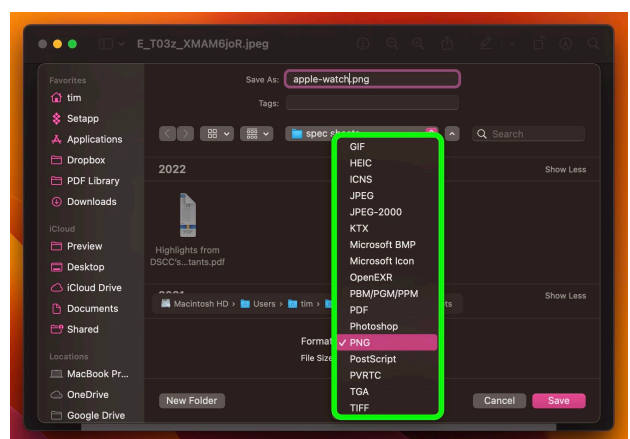 E_T03z_XMAM6joR.jpeg
Save As: apple-watch.png
Tags:
Favorites
tim
Setapp
Applications
Dropbox
PDF Library
Downloads
iCloud
Preview
Desktop
iCloud Drive
Documents
Shared
Locations
MacBook Pr...
OneDrive
Google Drive
spec sheets
Search
2022
Show Less
Highlights from
DSCC's...tants.pdf
PDF
Show Less
Macintosh HD › Users › tim ›
Format
File Size
GIF
HEIC
ICNS
JPEG
JPEG-2000
KTX
Microsoft BMP
Microsoft Icon
OpenEXR
PBM/PGM/PPM
PDF
Photoshop
✓ PNG
PostScript
PVRTC
TGA
TIFF
New Folder
Cancel
Save